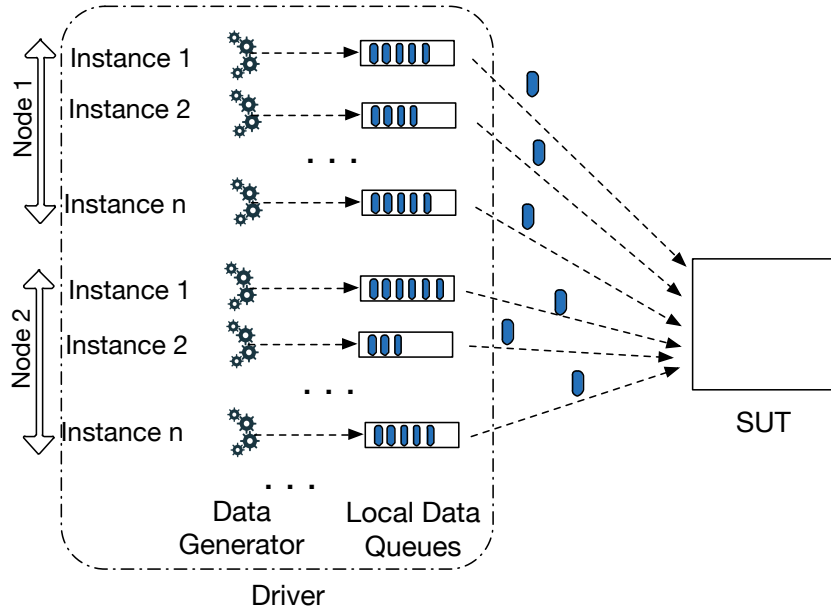 Node 1
Instance 1
Instance 2
. . .
Instance n
Node 2
Instance 1
Instance 2
. . .
Instance n
. . .
Data
Generator
Local Data
Queues
Driver
SUT